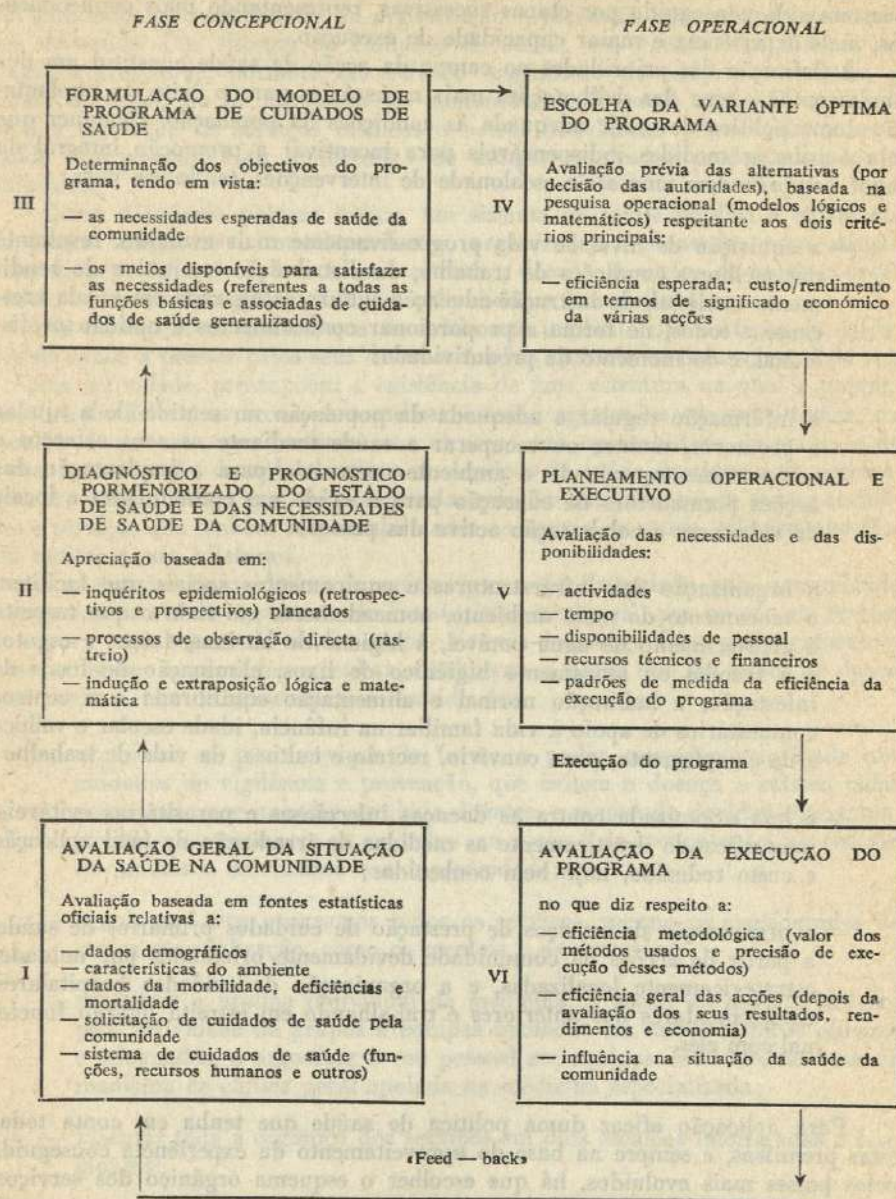 FASE CONCEPCIONAL
III
FORMULAÇÃO DO MODELO DE
PROGRAMA DE CUIDADOS DE
SAÚDE
Determinação dos objectivos do pro-
grama, tendo em vista:
— as necessidades esperadas de saúde da
comunidade
— os meios disponíveis para satisfazer
as necessidades (referentes a todas as
funções básicas e associadas de cuida-
dos de saúde generalizados)
II
DIAGNÓSTICO E PROGNÓSTICO
PORMENORIZADO DO ESTADO
DE SAÚDE E DAS NECESSIDADES
DE SAÚDE DA COMUNIDADE
Apreciação baseada em:
— inquéritos epidemiológicos (retrospec-
tivos e prospectivos) planeados
— processos de observação directa (ras-
treio)
— indução e extraposição lógica e mate-
mática
I
AVALIAÇÃO GERAL DA SITUAÇÃO
DA SAÚDE NA COMUNIDADE
Avaliação baseada em fontes estatísticas
oficiais relativas a:
— dados demográficos
— características do ambiente
— dados da morbilidade, deficiências e
mortalidade
— solicitação de cuidados de saúde pela
comunidade
— sistema de cuidados de saúde (fun-
ções, recursos humanos e outros)
FASE OPERACIONAL
IV
ESCOLHA DA VARIANTE ÓPTIMA
DO PROGRAMA
Avaliação prévia das alternativas (por
decisão das autoridades), baseada na
pesquisa operacional (modelos lógicos e
matemáticos) respeitante aos dois crité-
rios principais:
— eficiência esperada; custo/rendimento
em termos de significado económico
da várias acções
V
PLANEAMENTO OPERACIONAL E
EXECUTIVO
Avaliação das necessidades e das dis-
ponibilidades:
— actividades
— tempo
— disponibilidades de pessoal
— recursos técnicos e financeiros
— padrões de medida da eficiência da
execução do programa
Execução do programa
VI
AVALIAÇÃO DA EXECUÇÃO DO
PROGRAMA
no que diz respeito a:
— eficiência metodológica (valor dos
métodos usados e precisão de exe-
cução desses métodos)
— eficiência geral das acções (depois da
avaliação dos seus resultados, ren-
dimentos e economia)
— influência na situação da saúde da
comunidade
«Feed — back»